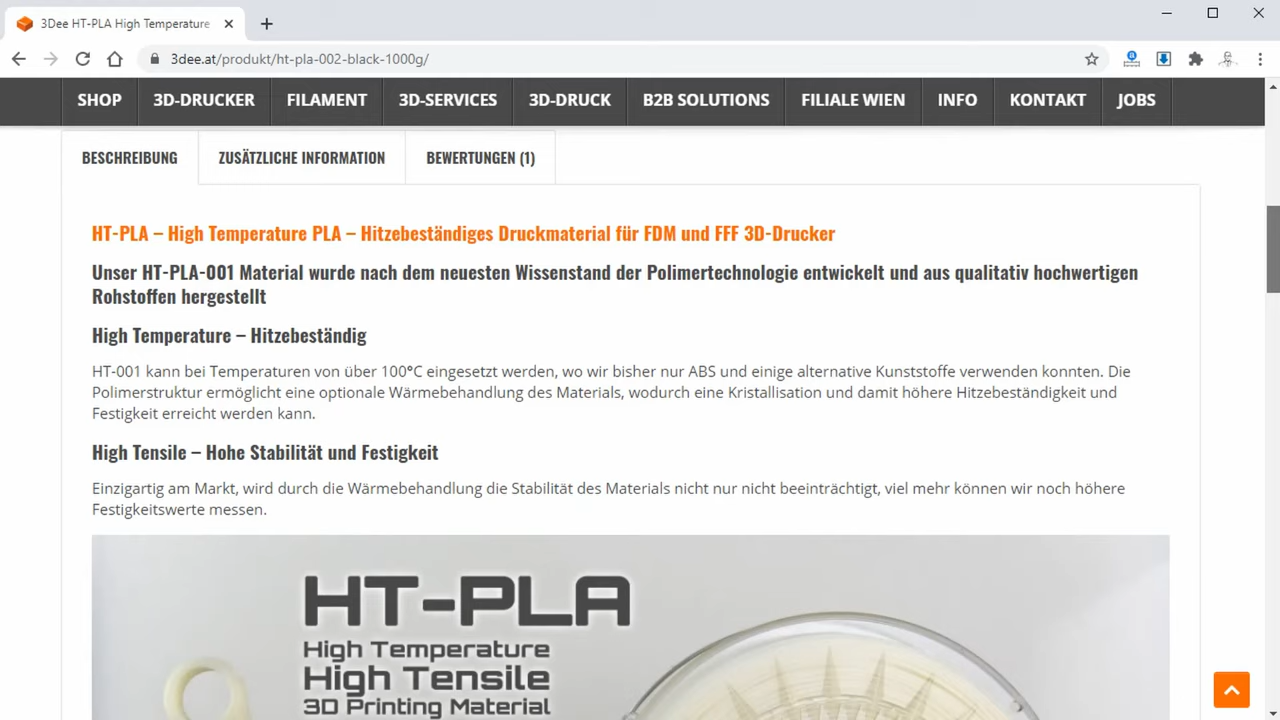 3Dee HT-PLA High Temperature
3dee.at/produkt/ht-pla-002-black-1000g/
SHOP 3D-DRUCKER FILAMENT 3D-SERVICES 3D-DRUCK B2B SOLUTIONS FILIALE WIEN INFO KONTAKT JOBS
BESCHREIBUNG ZUSÄTZLICHE INFORMATION BEWERTUNGEN (1)
HT-PLA – High Temperature PLA – Hitzebeständiges Druckmaterial für FDM und FFF 3D-Drucker
Unser HT-PLA-001 Material wurde nach dem neuesten Wissenstand der Polimertechnologie entwickelt und aus qualitativ hochwertigen
Rohstoffen hergestellt
High Temperature – Hitzebeständig
HT-001 kann bei Temperaturen von über 100°C eingesetzt werden, wo wir bisher nur ABS und einige alternative Kunststoffe verwenden konnten. Die
Polimerstruktur ermöglicht eine optionale Wärmebehandlung des Materials, wodurch eine Kristallisation und damit höhere Hitzebeständigkeit und
Festigkeit erreicht werden kann.
High Tensile – Hohe Stabilität und Festigkeit
Einzigartig am Markt, wird durch die Wärmebehandlung die Stabilität des Materials nicht nur nicht beeinträchtigt, viel mehr können wir noch höhere
Festigkeitswerte messen.
HT-PLA
High Temperature
High Tensile
3D Printing Material